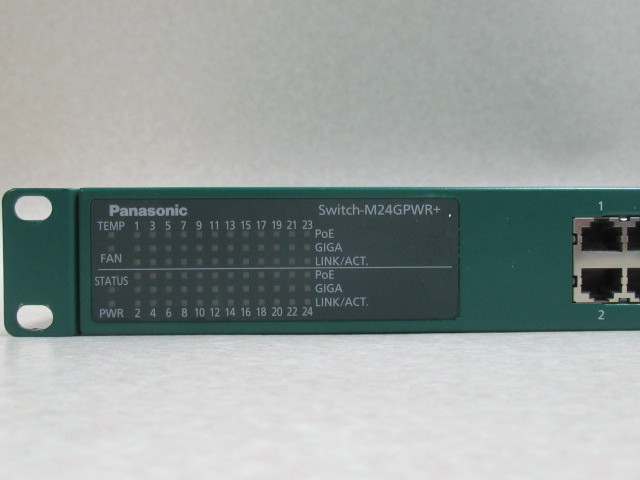 Panasonic Switch-M24GPWR+
TEMP 1 3 5 7 9 11 13 15 17 19 21 23
PoE
GIGA
FAN LINK/ACT.
STATUS PoE
GIGA
LINK/ACT.
PWR 2 4 6 8 10 12 14 16 18 20 22 24
1
2